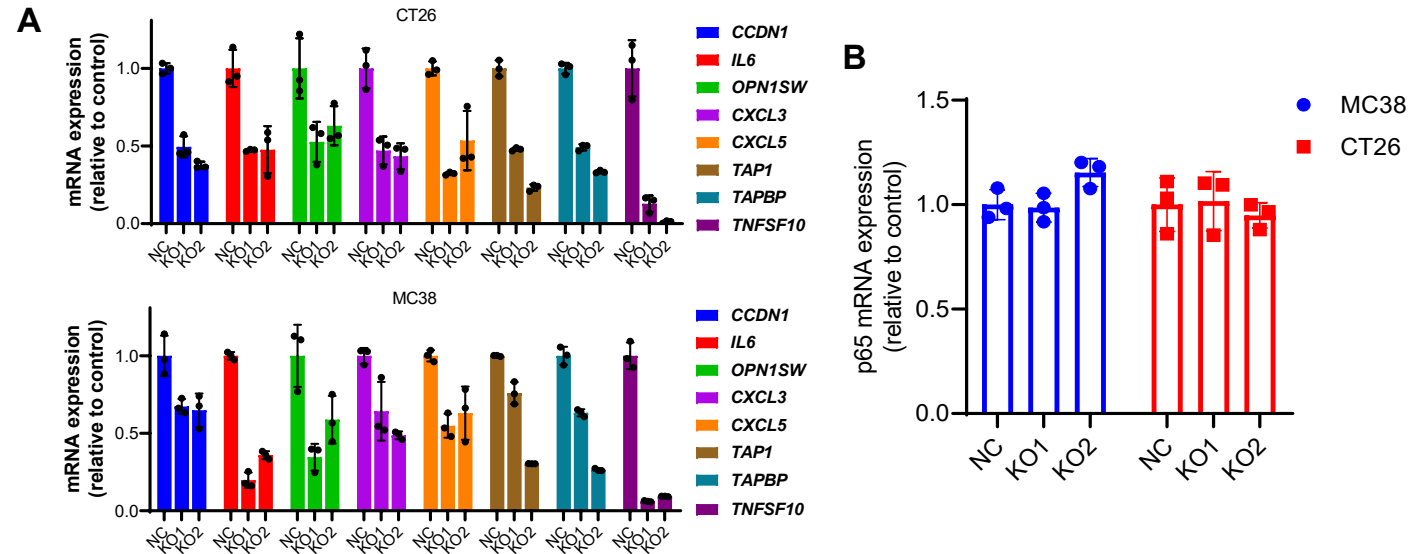 A
CT26
mRNA expression
(relative to control)
1.0
0.5
0.0
NC KO1 KO2 NC KO1 KO2 NC KO1 KO2 NC KO1 KO2 NC KO1 KO2 NC KO1 KO2 NC KO1 KO2 NC KO1 KO2
CCDN1
IL6
OPN1SW
CXCL3
CXCL5
TAP1
TAPBP
TNFSF10
MC38
mRNA expression
(relative to control)
1.0
0.5
0.0
NC KO1 KO2 NC KO1 KO2 NC KO1 KO2 NC KO1 KO2 NC KO1 KO2 NC KO1 KO2 NC KO1 KO2 NC KO1 KO2
CCDN1
IL6
OPN1SW
CXCL3
CXCL5
TAP1
TAPBP
TNFSF10
B
p65 mRNA expression
(relative to control)
1.5
1.0
0.5
0.0
NC KO1 KO2 NC KO1 KO2
MC38
CT26